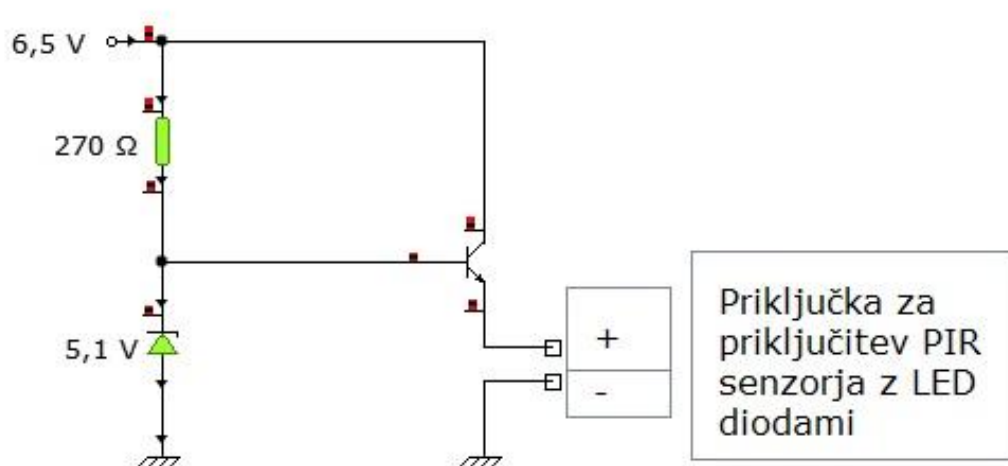 6,5 V
270 Ω
5,1 V
+
-
Priključka za
priključitev PIR
senzorja z LED
diodami